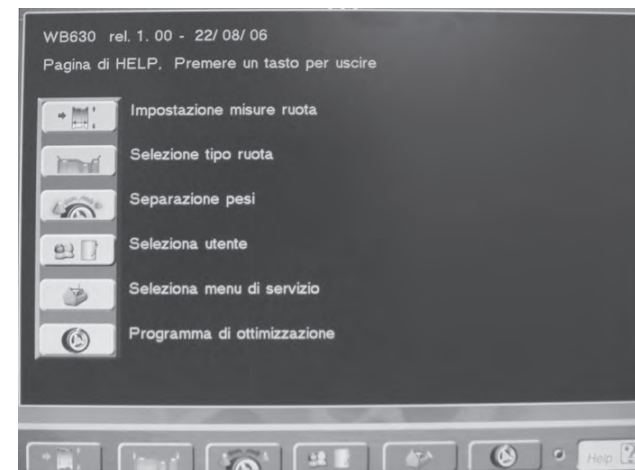 WB630 rel. 1. 00 - 22/ 08/ 06
Pagina di HELP. Premere un tasto per uscire
Impostazione misure ruota
Selezione tipo ruota
Separazione pesi
Seleziona utente
Seleziona menu di servizio
Programma di ottimizzazione
Help